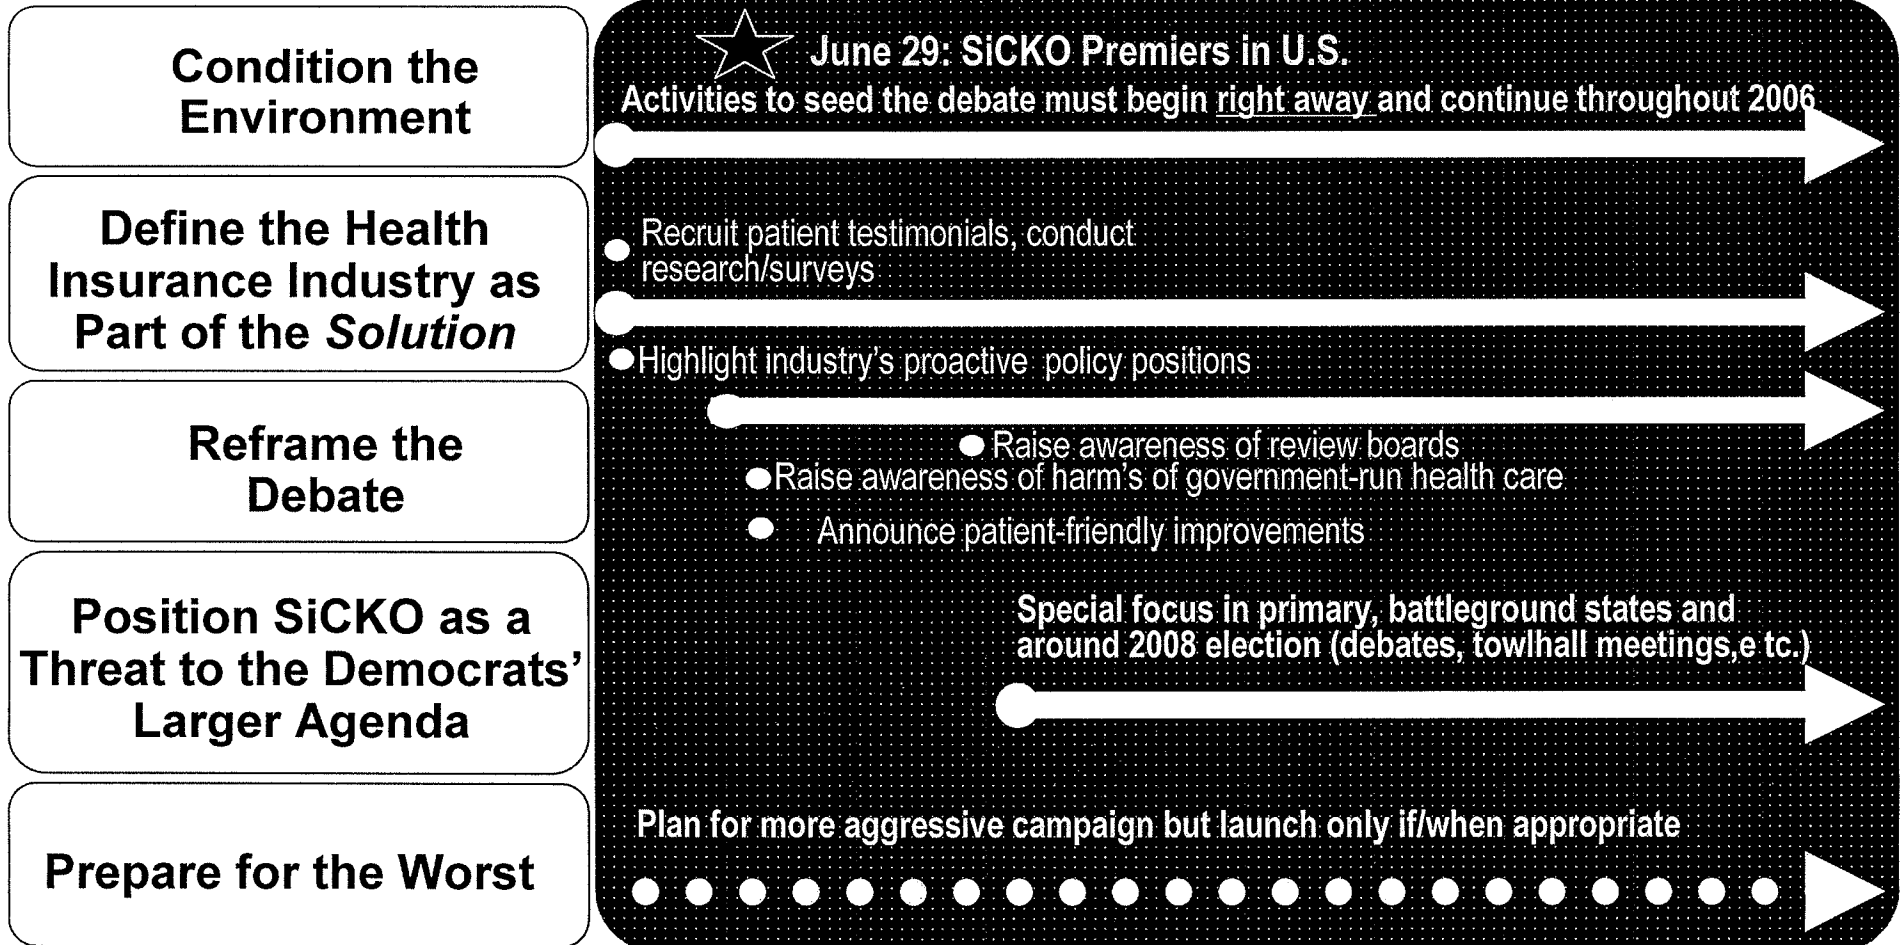 Condition the
Environment
June 29: SiCKO Premiers in U.S.
Activities to seed the debate must begin right away and continue throughout 2006
Define the Health
Insurance Industry as
Part of the Solution
Recruit patient testimonials, conduct
research/surveys
Highlight industry's proactive policy positions
Reframe the
Debate
Raise awareness of review boards
Raise awareness of harm's of government-run health care
Announce patient-friendly improvements
Position SiCKO as a
Threat to the Democrats'
Larger Agenda
Special focus in primary, battleground states and
around 2008 election (debates, towlhall meetings,e tc.)
Prepare for the Worst
Plan for more aggressive campaign but launch only if/when appropriate